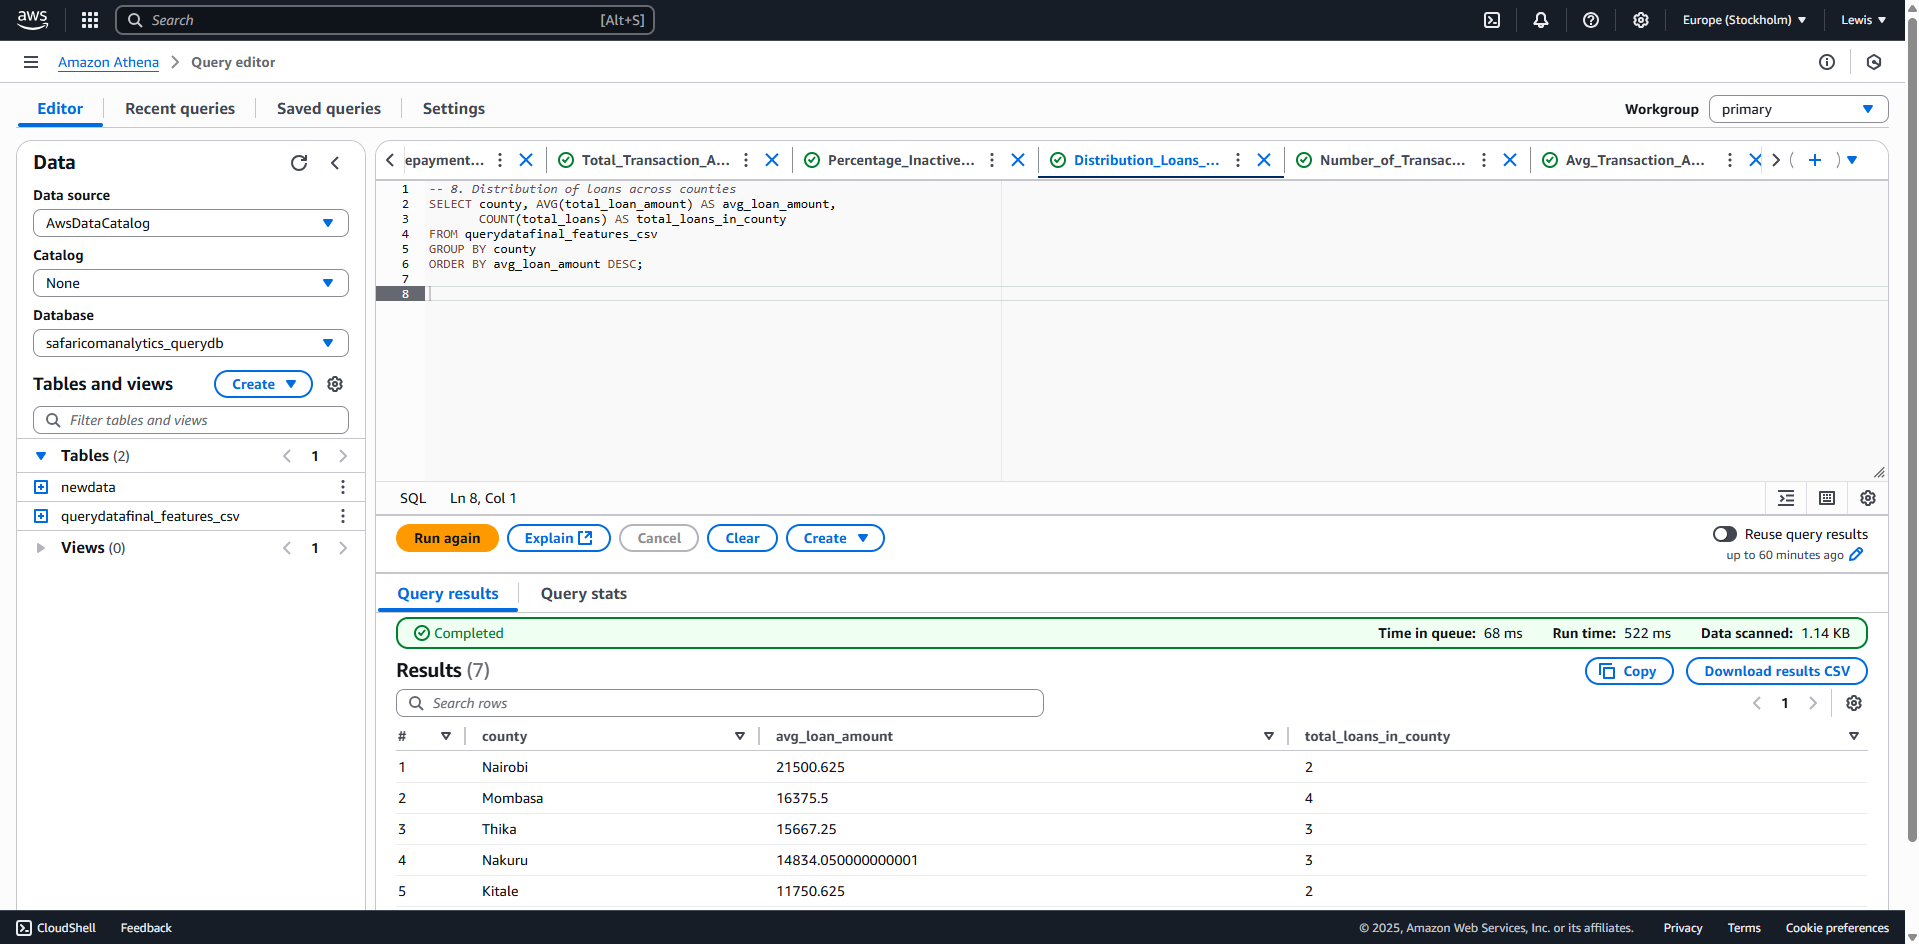 aws Search [Alt+S] Europe (Stockholm) Lewis
Amazon Athena Query editor
Editor Recent queries Saved queries Settings
Workgroup primary
Data
Data source
AwsDataCatalog
Catalog
None
Database
safaricomanalytics_querydb
Tables and views Create
Filter tables and views
Tables (2) 1
newdata
querydatafinal_features_csv
Views (0) 1
epayment... Total_Transaction_A... Percentage_Inactive... Distribution_Loans_... Number_of_Transac... Avg_Transaction_A...
1 -- 8. Distribution of loans across counties
2 SELECT county, AVG(total_loan_amount) AS avg_loan_amount,
3 COUNT(total_loans) AS total_loans_in_county
4 FROM querydatafinal_features_csv
5 GROUP BY county
6 ORDER BY avg_loan_amount DESC;
7
8
SQL Ln 8, Col 1
Run again Explain Cancel Clear Create
Reuse query results
up to 60 minutes ago
Query results Query stats
Completed Time in queue: 68 ms Run time: 522 ms Data scanned: 1.14 KB
Results (7) Copy Download results CSV
Search rows 1
# county avg_loan_amount total_loans_in_county
1 Nairobi 21500.625 2
2 Mombasa 16375.5 4
3 Thika 15667.25 3
4 Nakuru 14834.050000000001 3
5 Kitale 11750.625 2
CloudShell Feedback © 2025, Amazon Web Services, Inc. or its affiliates. Privacy Terms Cookie preferences